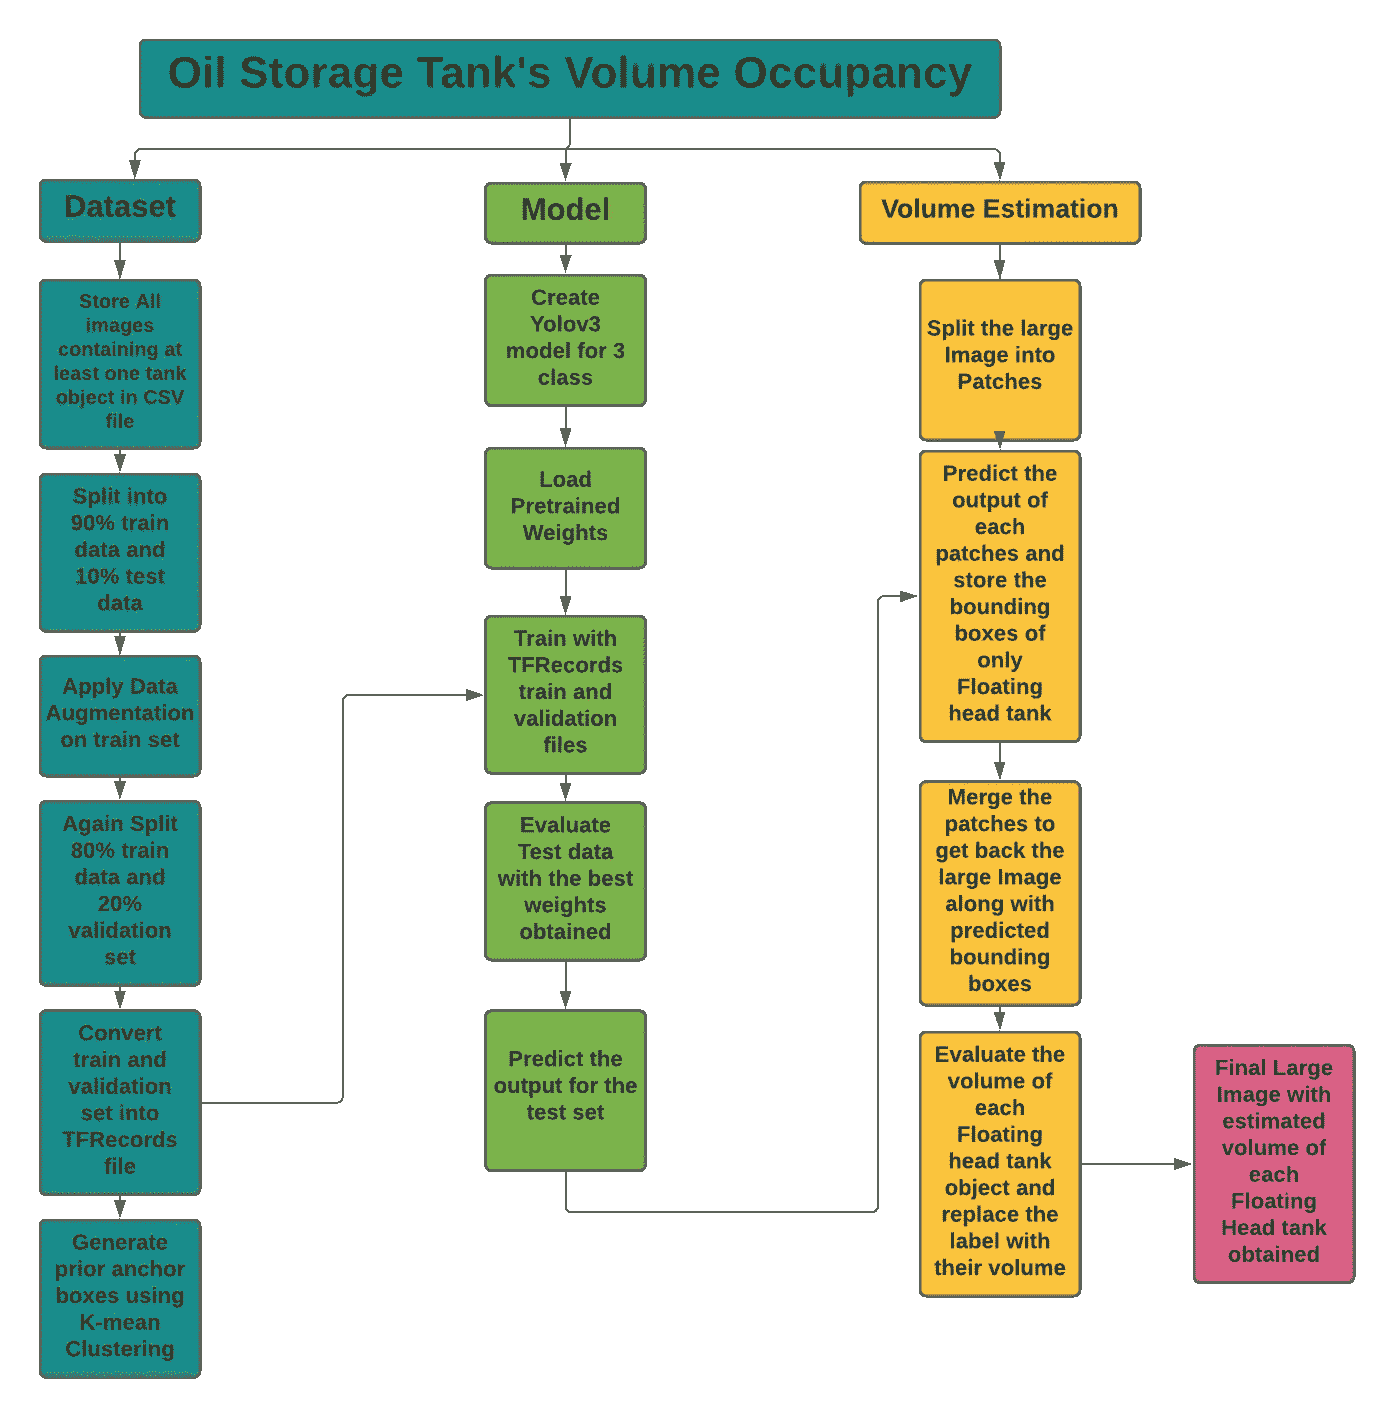 Oil Storage Tank's Volume Occupancy
Dataset
Store All
images
containing at
least one tank
object in CSV
file
Split into
90% train
data and
10% test
data
Apply Data
Augmentation
on train set
Again Split
80% train
data and
20%
validation
set
Convert
train and
validation
set into
TFRecords
file
Generate
prior anchor
boxes using
K-mean
Clustering
Model
Create
Yolov3
model for 3
class
Load
Pretrained
Weights
Train with
TFRecords
train and
validation
files
Evaluate
Test data
with the best
weights
obtained
Predict the
output for the
test set
Volume Estimation
Split the large
Image into
Patches
Predict the
output of
each
patches and
store the
bounding
boxes of
only
Floating
head tank
Merge the
patches to
get back the
large Image
along with
predicted
bounding
boxes
Evaluate the
volume of
each
Floating
head tank
object and
replace the
label with
their volume
Final Large
Image with
estimated
volume of
each
Floating
Head tank
obtained